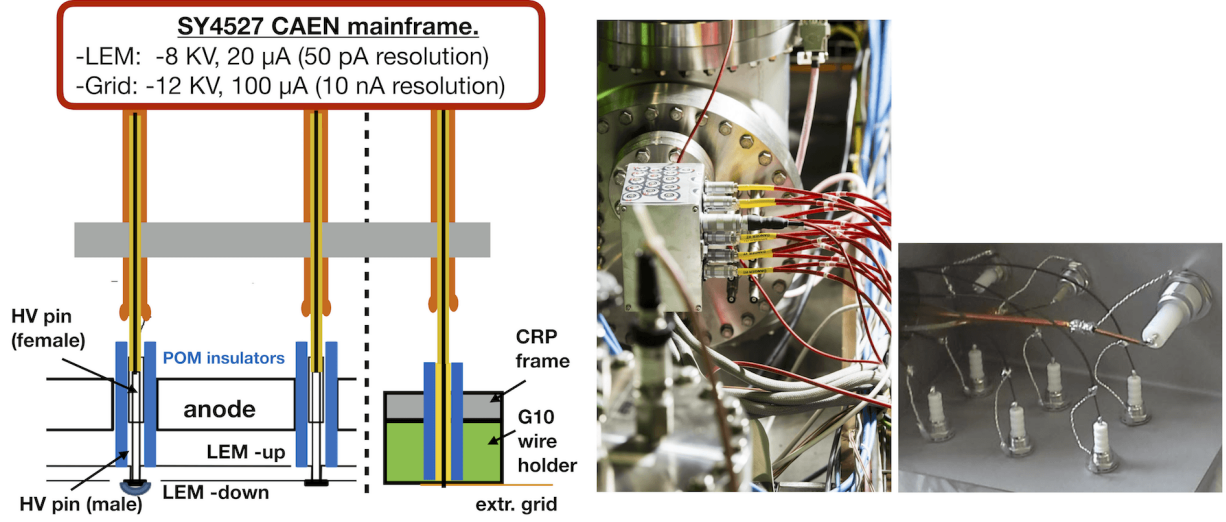 SY4527 CAEN mainframe.
-LEM: -8 KV, 20 µA (50 pA resolution)
-Grid: -12 KV, 100 µA (10 nA resolution)
HV pin
(female)
POM insulators
anode
LEM -up
LEM -down
HV pin (male)
CRP
frame
G10
wire
holder
extr. grid